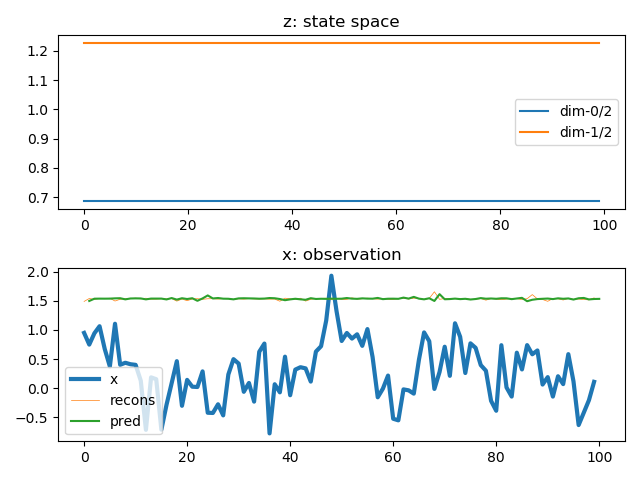 z: state space
1.2
1.1
1.0
0.9
0.8
0.7
dim-0/2
dim-1/2
0 20 40 60 80 100
x: observation
2.0
1.5
1.0
0.5
0.0
−0.5
x
recons
pred
0 20 40 60 80 100